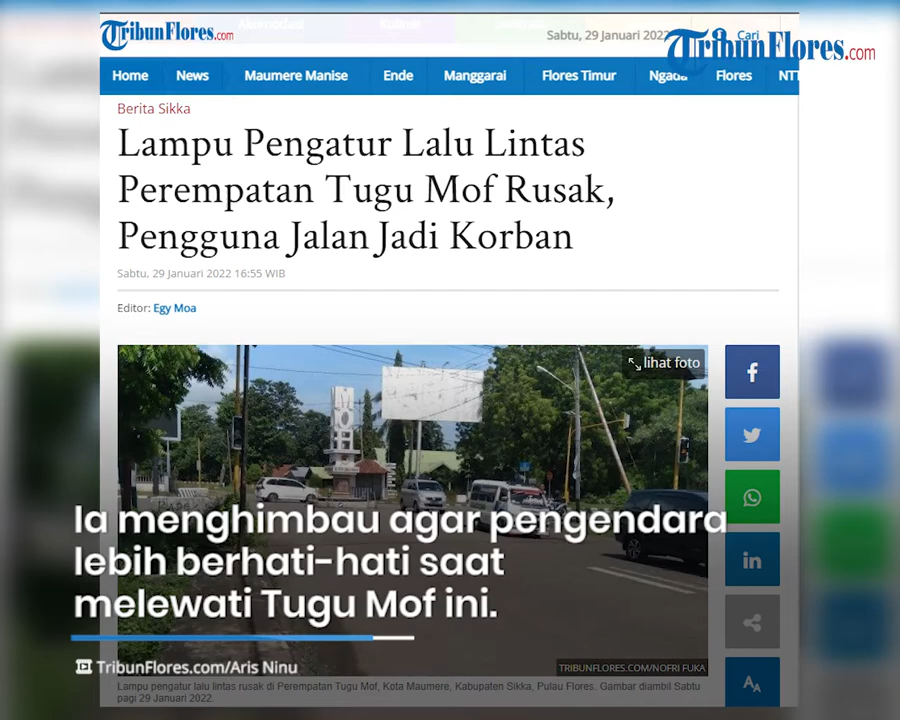 Akomodasi
Kuliner
TribunFlores.com
Sabtu, 29 Januari 2022
Cari
TribunFlores.com
Home
News
Maumere Manise
Ende
Manggarai
Flores Timur
Ngada
Flores
NTT
Berita Sikka
Lampu Pengatur Lalu Lintas
Perempatan Tugu Mof Rusak,
Pengguna Jalan Jadi Korban
Sabtu, 29 Januari 2022 16:55 WIB
Editor: Egy Moa
lihat foto
MOF
Ia menghimbau agar pengendara
lebih berhati-hati saat
melewati Tugu Mof ini.
TribunFlores.com/Aris Ninu
TRIBUNFLORES.COM/NOFRI FUKA
Lampu pengatur lalu lintas rusak di Perempatan Tugu Mof, Kota Maumere, Kabupaten Sikka, Pulau Flores. Gambar diambil Sabtu
pagi 29 Januari 2022.